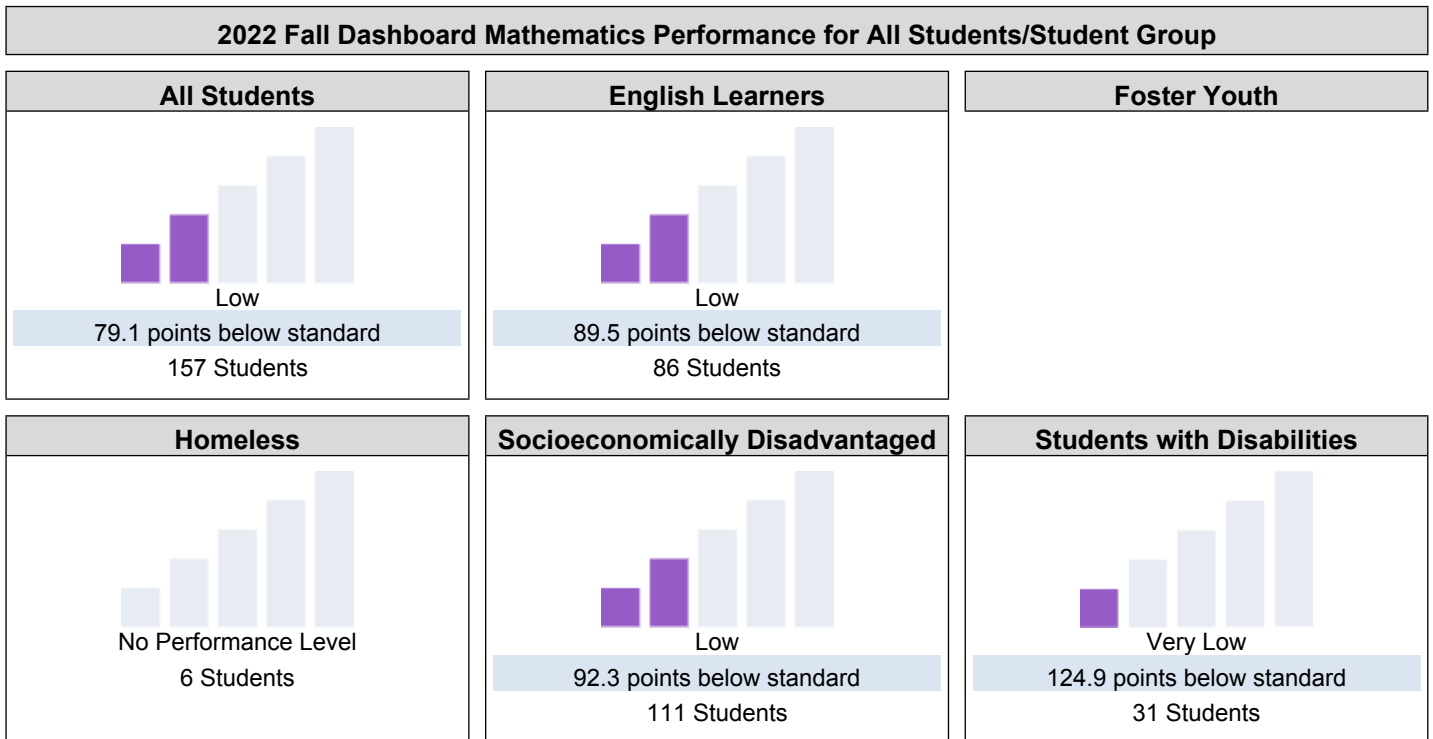 2022 Fall Dashboard Mathematics Performance for All Students/Student Group
All Students
Low
79.1 points below standard
157 Students
English Learners
Low
89.5 points below standard
86 Students
Foster Youth
Homeless
No Performance Level
6 Students
Socioeconomically Disadvantaged
Low
92.3 points below standard
111 Students
Students with Disabilities
Very Low
124.9 points below standard
31 Students